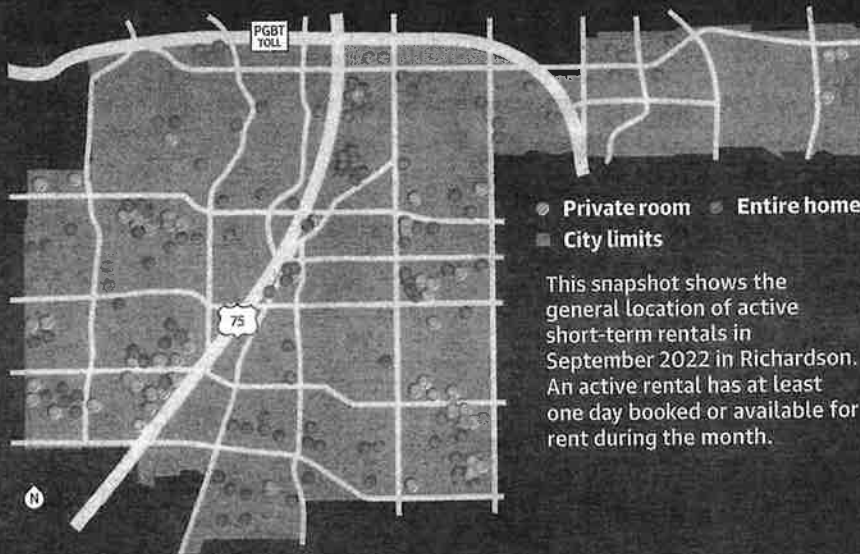 PGBT
TOLL
75
N
Private room
Entire home
City limits
This snapshot shows the
general location of active
short-term rentals in
September 2022 in Richardson.
An active rental has at least
one day booked or available for
rent during the month.